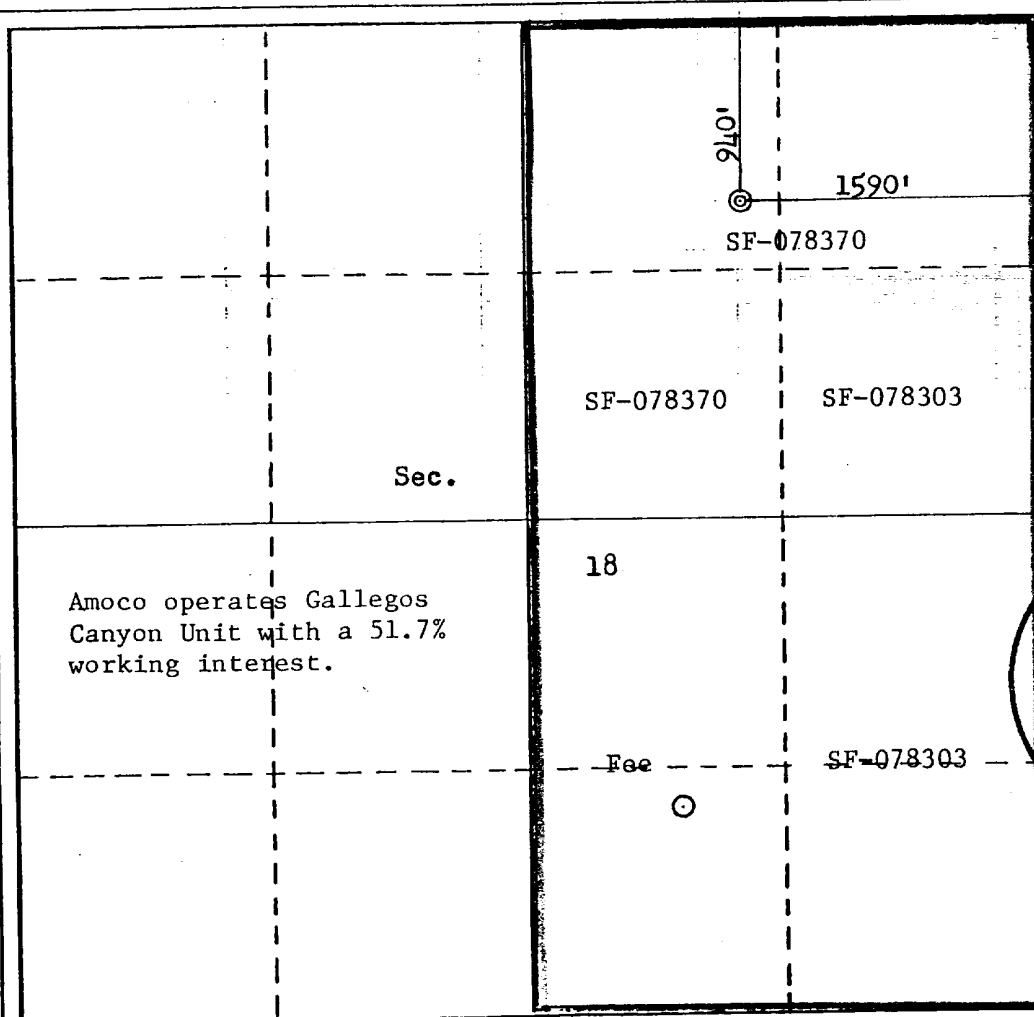 940'
1590'
SF-078370
SF-078370 SF-078303
Sec.
18
Amoco operates Gallegos
Canyon Unit with a 51.7%
working interest.
Fee SF-078303